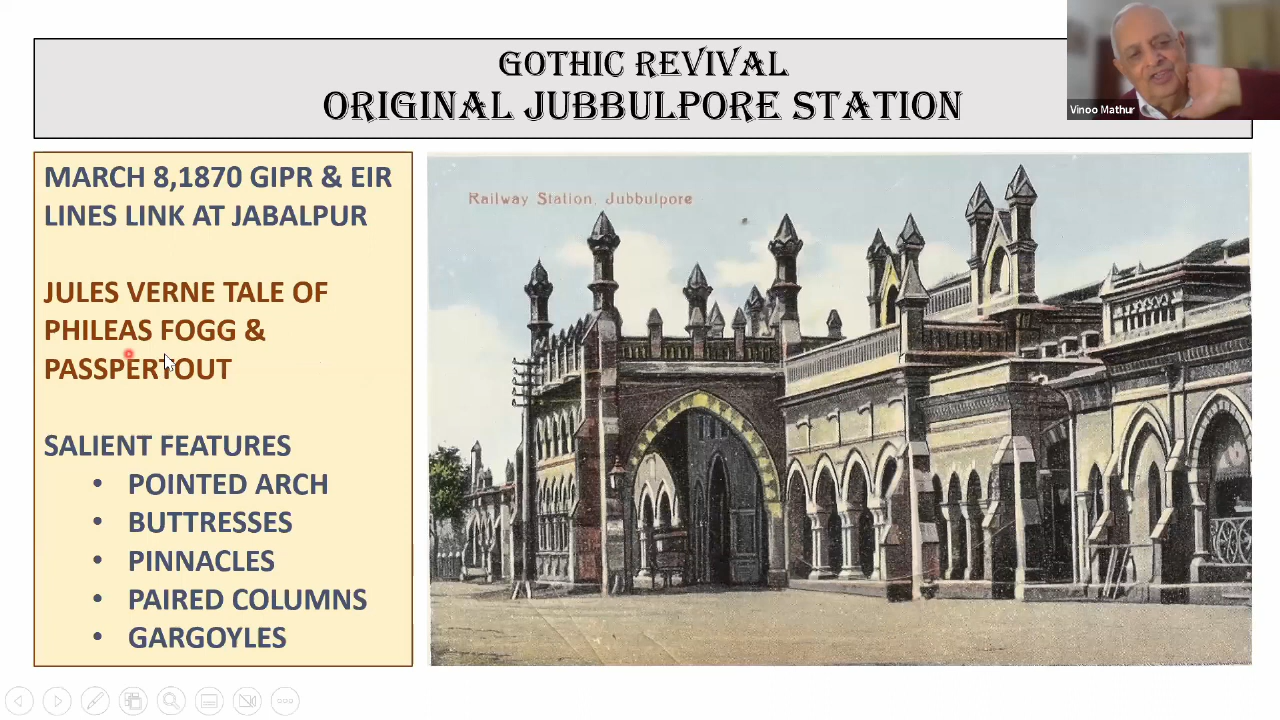 GOTHIC REVIVAL
ORIGINAL JUBBULPORE STATION
Vinoo Mathur
MARCH 8,1870 GIPR & EIR
LINES LINK AT JABALPUR
JULES VERNE TALE OF
PHILEAS FOGG &
PASSPERTOUT
SALIENT FEATURES
• POINTED ARCH
• BUTTRESSES
• PINNACLES
• PAIRED COLUMNS
• GARGOYLES
Railway Station, Jubbulpore